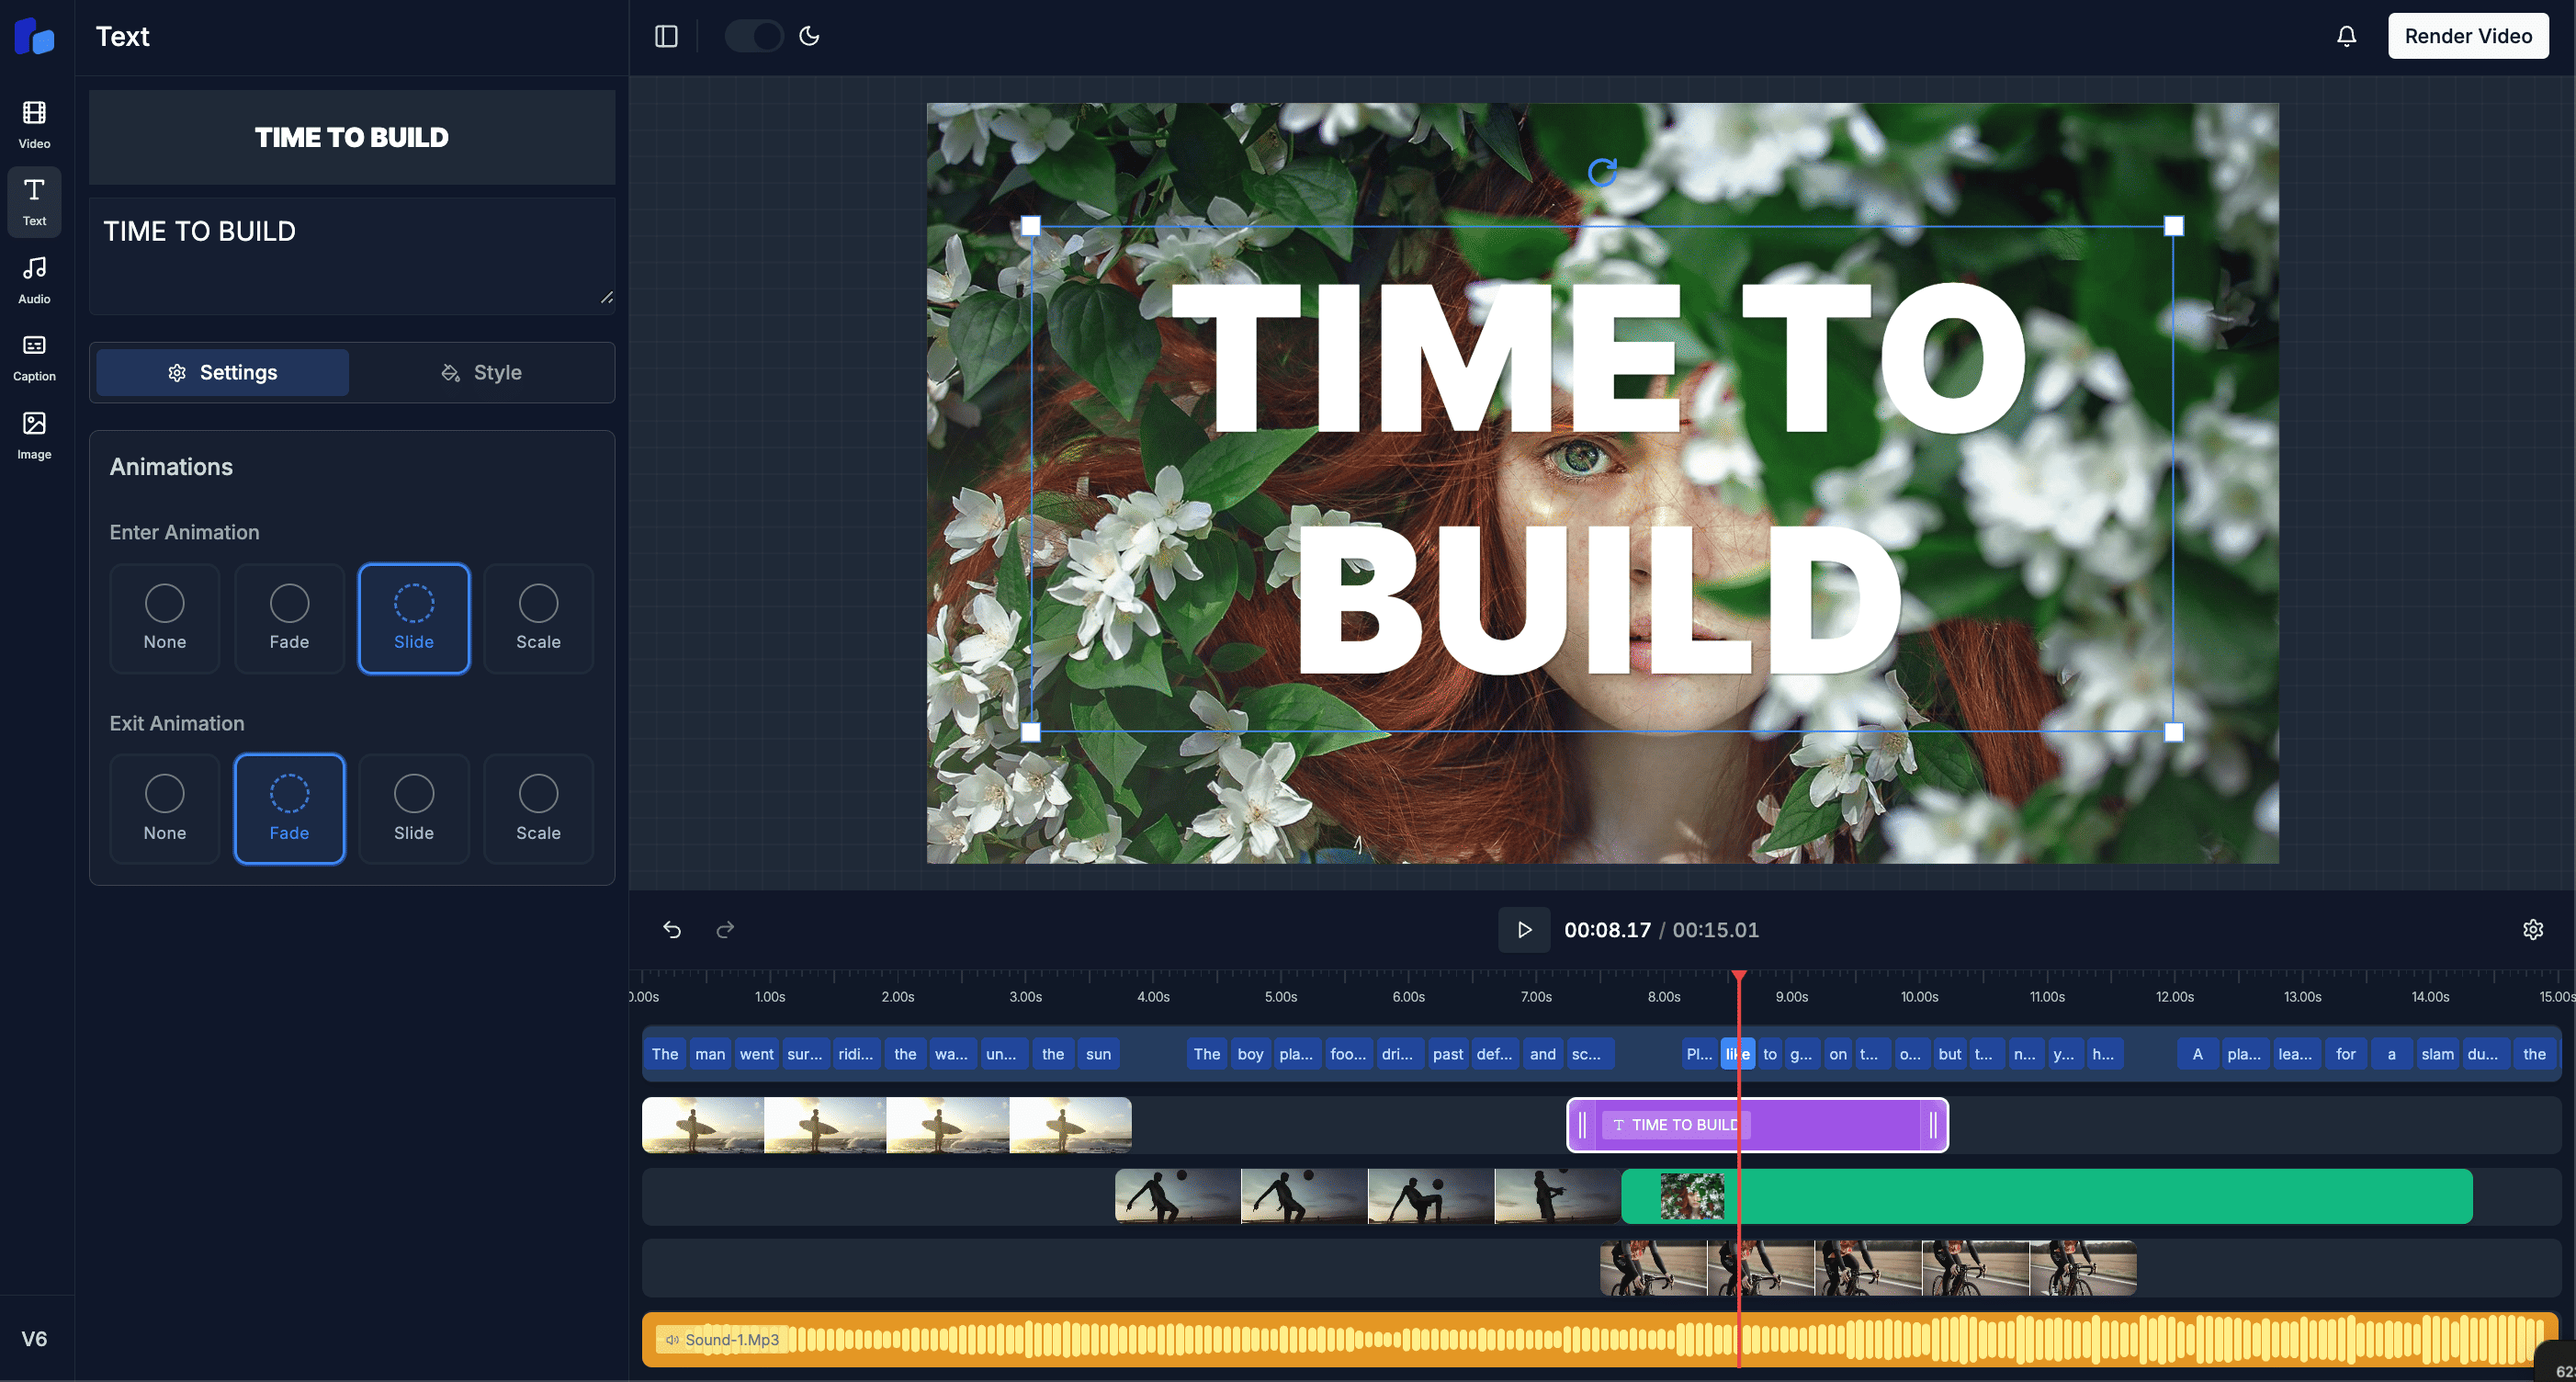 Text
Render Video
Video
Text
Audio
Caption
Image
V6
TIME TO BUILD
TIME TO BUILD
Settings
Style
Animations
Enter Animation
None
Fade
Slide
Scale
Exit Animation
None
Fade
Slide
Scale
TIME TO
BUILD
00:08.17 / 00:15.01
0.00s 1.00s 2.00s 3.00s 4.00s 5.00s 6.00s 7.00s 8.00s 9.00s 10.00s 11.00s 12.00s 13.00s 14.00s 15.00s
The man went sur... ridi... the wa... un... the sun The boy pla... foo... dri... past def... and sc... Pl... like to g... on t... o... but t... n... y... h... A pla... lea... for a slam du... the
TIME TO BUILD
Sound-1.Mp3